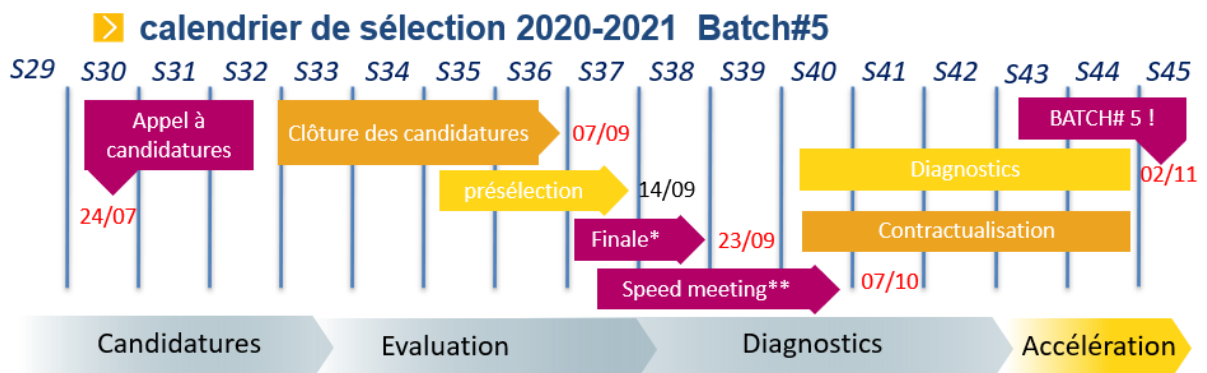 calendrier de sélection 2020-2021 Batch#5
S29 S30 S31 S32 S33 S34 S35 S36 S37 S38 S39 S40 S41 S42 S43 S44 S45
Appel à
candidatures
24/07
Clôture des candidatures
07/09
présélection
14/09
Finale*
23/09
Speed meeting**
07/10
BATCH# 5 !
02/11
Diagnostics
Contractualisation
Candidatures
Evaluation
Diagnostics
Accélération